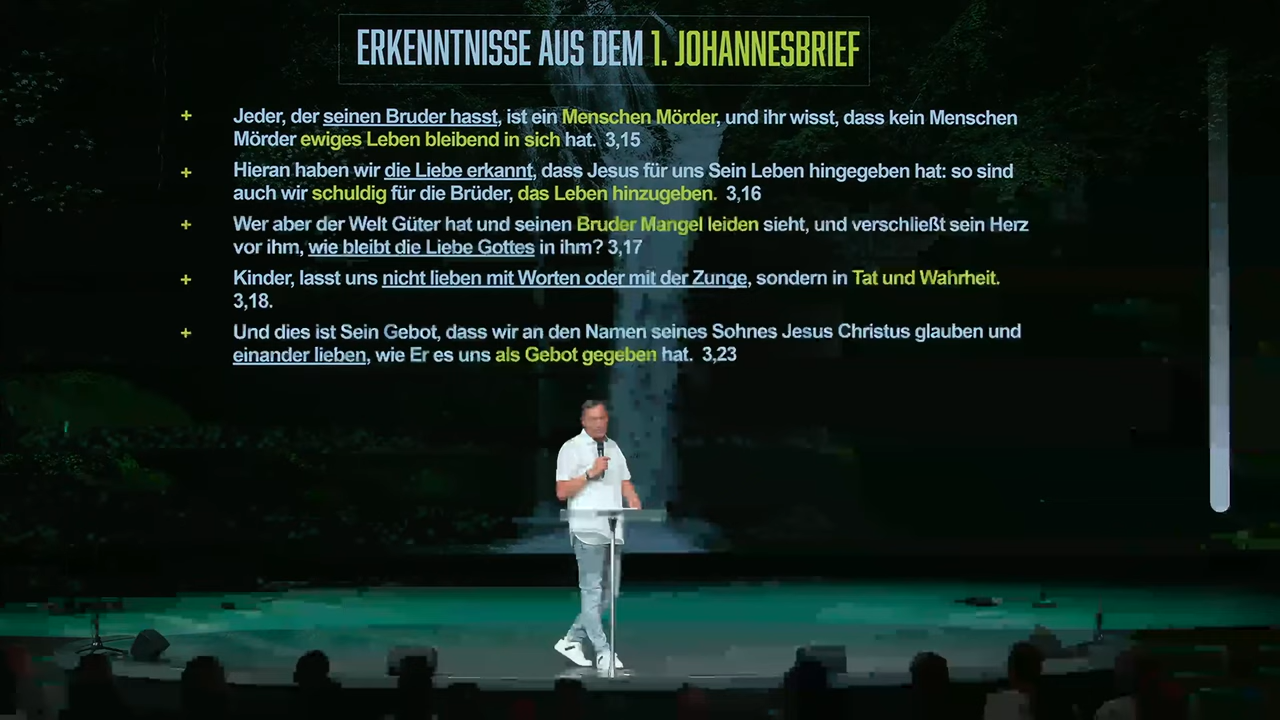 ERKENNTNISSE AUS DEM 1. JOHANNESBRIEF
+ Jeder, der seinen Bruder hasst, ist ein Menschen Mörder, und ihr wisst, dass kein Menschen
Mörder ewiges Leben bleibend in sich hat. 3,15
+ Hieran haben wir die Liebe erkannt, dass Jesus für uns Sein Leben hingegeben hat: so sind
auch wir schuldig für die Brüder, das Leben hinzugeben. 3,16
+ Wer aber der Welt Güter hat und seinen Bruder Mangel leiden sieht, und verschließt sein Herz
vor ihm, wie bleibt die Liebe Gottes in ihm? 3,17
+ Kinder, lasst uns nicht lieben mit Worten oder mit der Zunge, sondern in Tat und Wahrheit.
3,18.
+ Und dies ist Sein Gebot, dass wir an den Namen seines Sohnes Jesus Christus glauben und
einander lieben, wie Er es uns als Gebot gegeben hat. 3,23